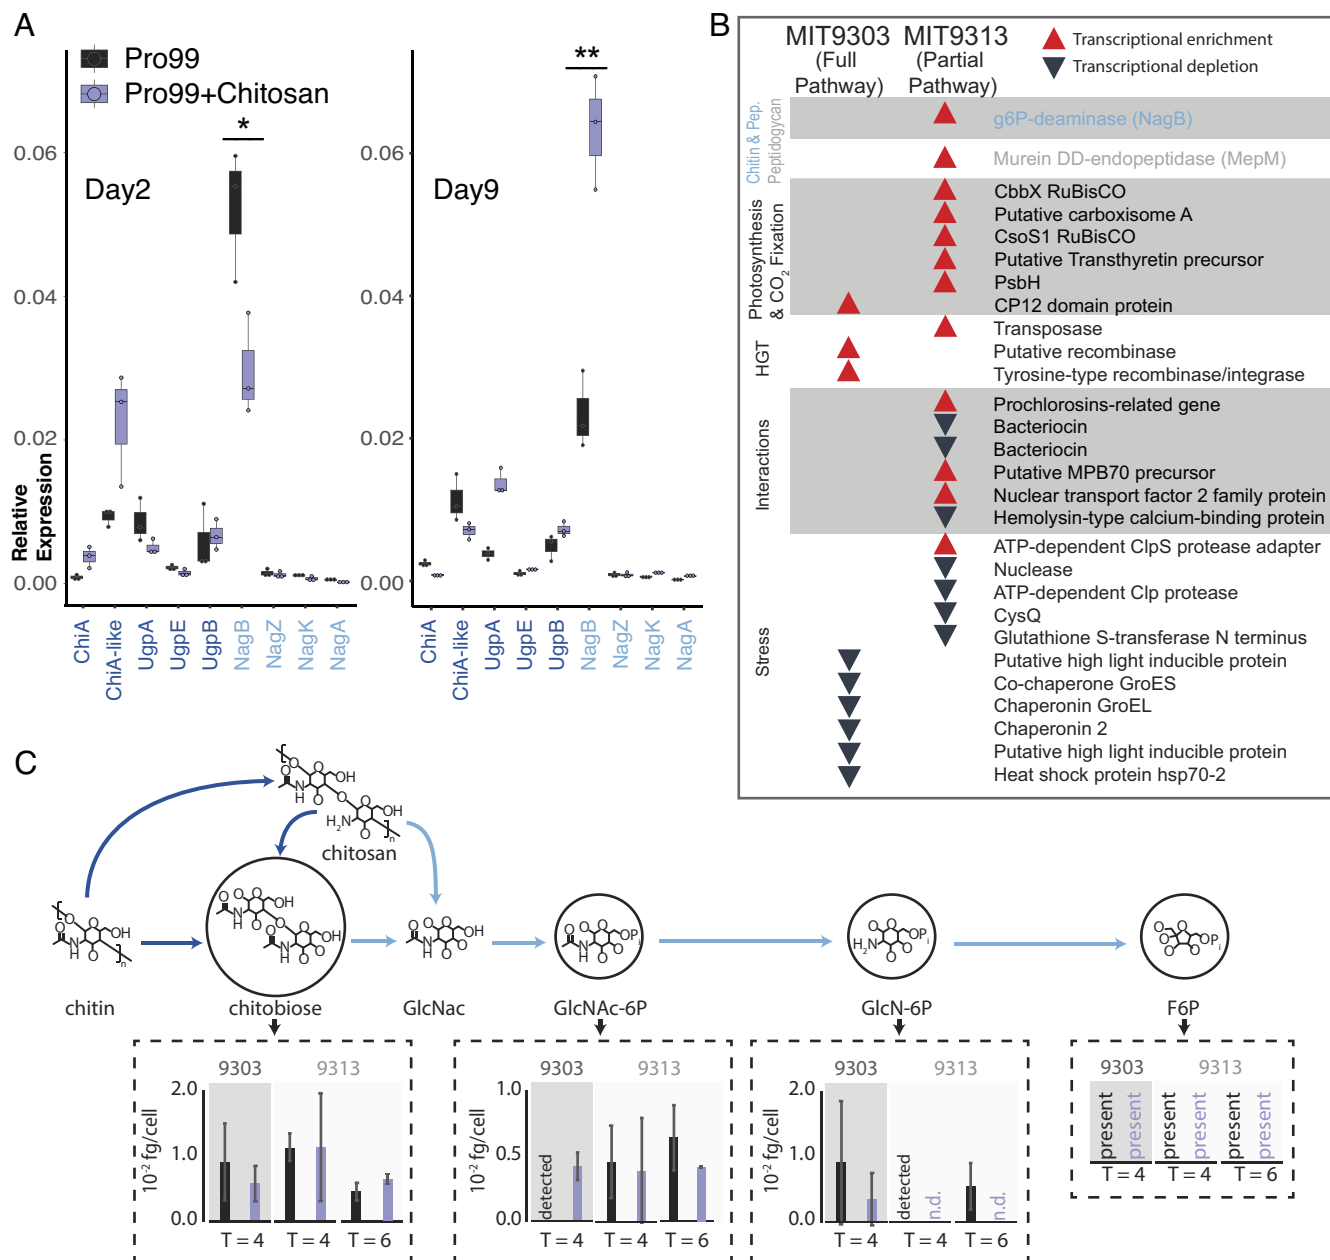 A
Pro99
Pro99+Chitosan
*
**
Day2
Day9
0.06
0.04
0.02
0.00
0.06
0.04
0.02
0.00
Relative
Expression
ChiA
ChiA-like
UgpA
UgpE
UgpB
NagB
NagZ
NagK
NagA
ChiA
ChiA-like
UgpA
UgpE
UgpB
NagB
NagZ
NagK
NagA
B
MIT9303
(Full
Pathway)
MIT9313
(Partial
Pathway)
Transcriptional enrichment
Transcriptional depletion
Chitin & Pep.
Peptidogycan
g6P-deaminase (NagB)
Murein DD-endopeptidase (MepM)
Photosynthesis
& CO2 Fixation
CbbX RuBisCO
Putative carboxisome A
CsoS1 RuBisCO
Putative Transthyretin precursor
PsbH
CP12 domain protein
HGT
Transposase
Putative recombinase
Tyrosine-type recombinase/integrase
Interactions
Prochlorosins-related gene
Bacteriocin
Bacteriocin
Putative MPB70 precursor
Nuclear transport factor 2 family protein
Hemolysin-type calcium-binding protein
Stress
ATP-dependent ClpS protease adapter
Nuclease
ATP-dependent Clp protease
CysQ
Glutathione S-transferase N terminus
Putative high light inducible protein
Co-chaperone GroES
Chaperonin GroEL
Chaperonin 2
Putative high light inducible protein
Heat shock protein hsp70-2
C
chitosan
chitin
chitobiose
GlcNac
GlcNAc-6P
GlcN-6P
F6P
9303 9313
2.0
1.0
0.0
10-2 fg/cell
T = 4 T = 4 T = 6
9303 9313
1.0
0.5
0.0
10-2 fg/cell
detected
T = 4 T = 4 T = 6
9303 9313
2.0
1.0
0.0
10-2 fg/cell
detected
n.d.
n.d.
T = 4 T = 4 T = 6
9303 9313
present
present
present
present
present
present
T = 4 T = 4 T = 6